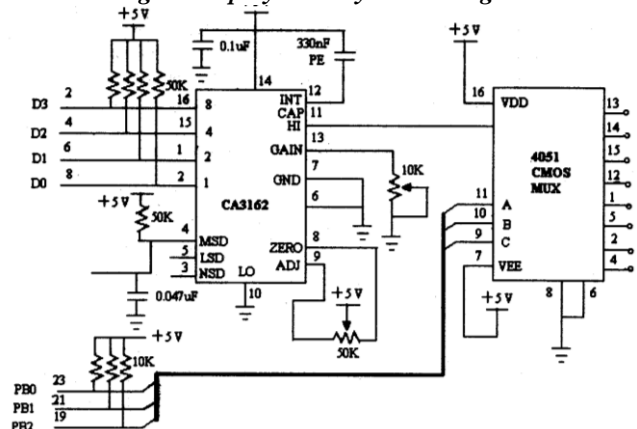 +5V
0.1uF
330nF
PE
+5V
50K
14
12
16
VDD
13
14
15
12
1
5
2
4
D3
2
16
8
INT
CAP
11
HI
D2
4
15
4
13
GAIN
4051
CMOS
MUX
D1
6
1
2
7
GND
10K
D0
8
2
1
CA3162
6
11
A
10
B
9
C
7
VEE
+5V
50K
4
MSD
5
LSD
3
NSD
LO
10
8
ZERO
9
ADJ
0.047uF
+5V
50K
+5V
8
6
+5V
10K
PB0
23
PB1
21
PB2
19